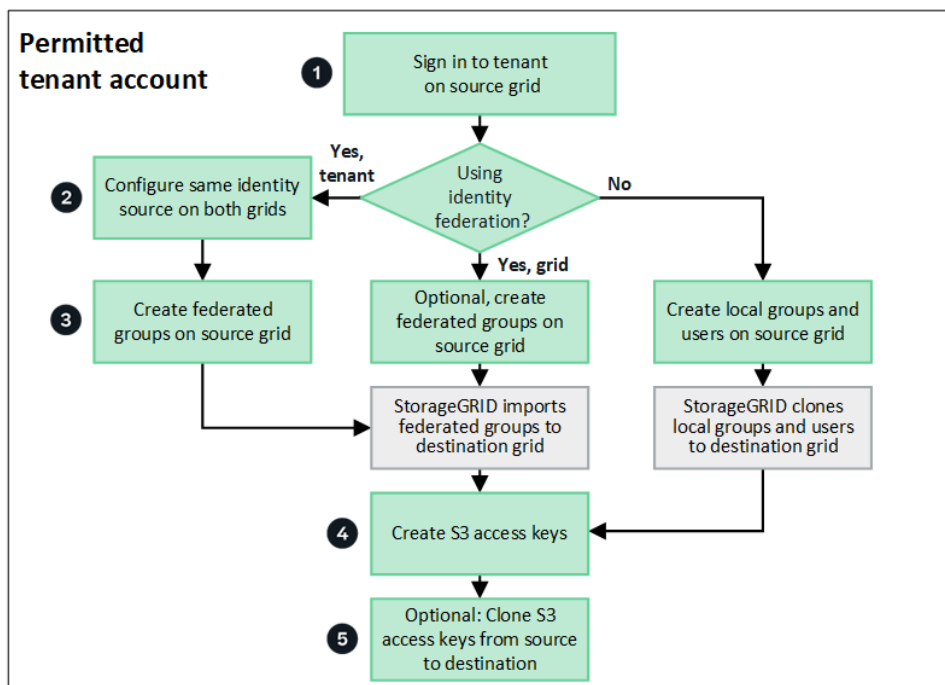 Permitted
tenant account
1
Sign in to tenant
on source grid
Yes,
tenant
Using
identity
federation?
No
2
Configure same identity
source on both grids
Yes, grid
3
Create federated
groups on source grid
Optional, create
federated groups on
source grid
Create local groups and
users on source grid
StorageGRID imports
federated groups to
destination grid
StorageGRID clones
local groups and users
to destination grid
4
Create S3 access keys
5
Optional: Clone S3
access keys from source
to destination